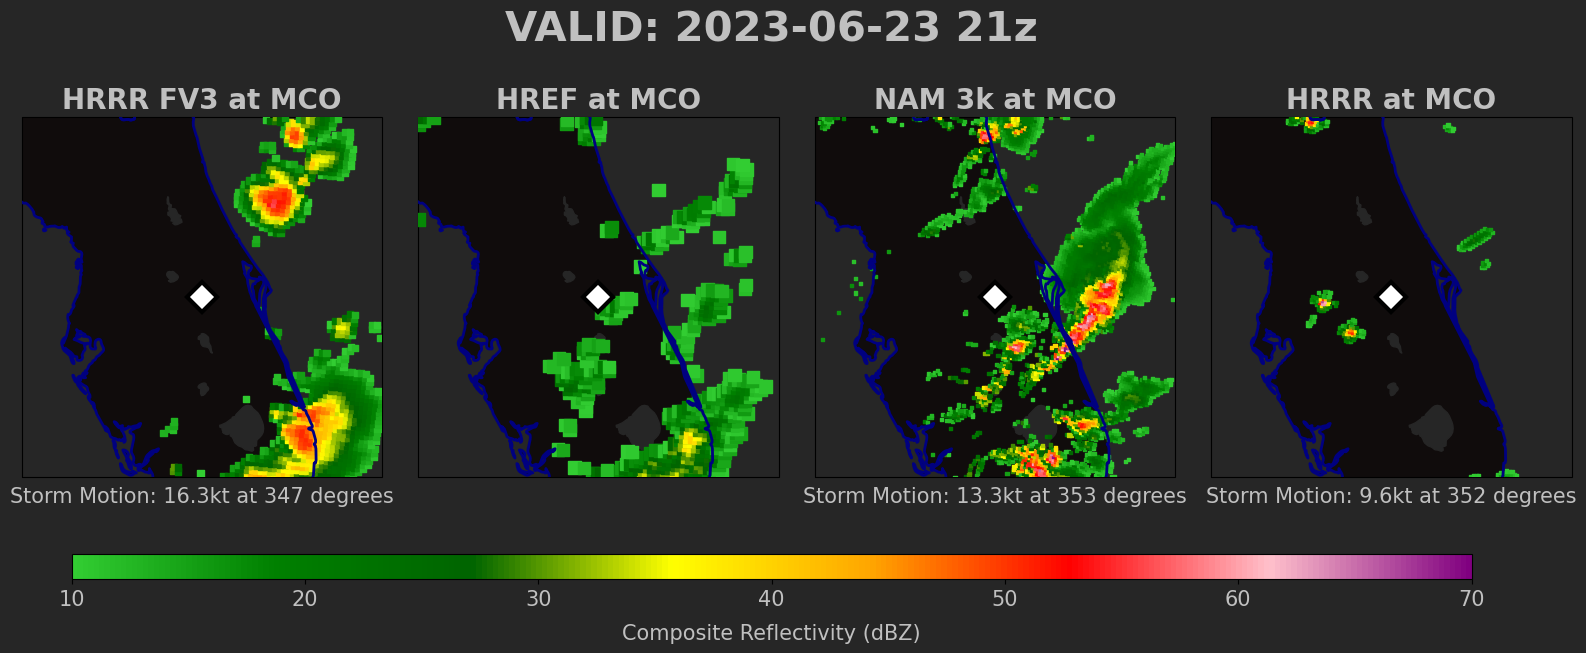 VALID: 2023-06-23 21z
HRRR FV3 at MCO
HREF at MCO
NAM 3k at MCO
HRRR at MCO
Storm Motion: 16.3kt at 347 degrees
Storm Motion: 13.3kt at 353 degrees
Storm Motion: 9.6kt at 352 degrees
10 20 30 40 50 60 70
Composite Reflectivity (dBZ)